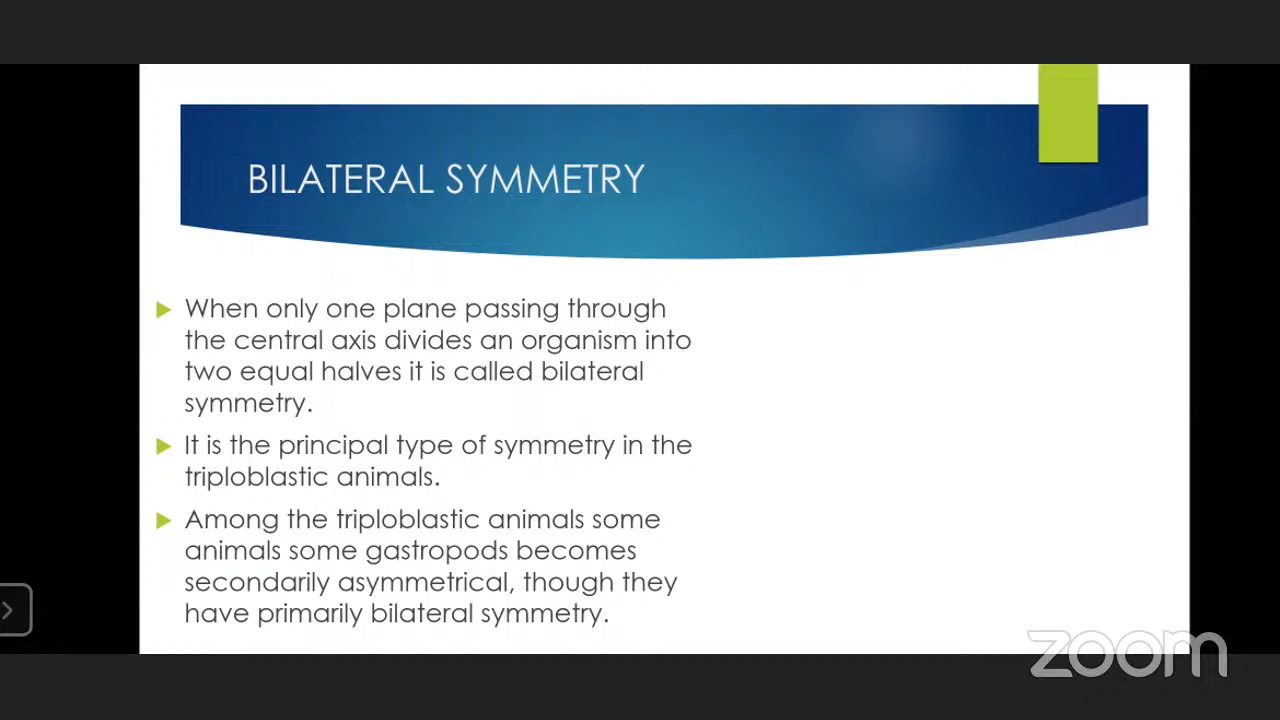 BILATERAL SYMMETRY
When only one plane passing through
the central axis divides an organism into
two equal halves it is called bilateral
symmetry.
It is the principal type of symmetry in the
triploblastic animals.
Among the triploblastic animals some
animals some gastropods becomes
secondarily asymmetrical, though they
have primarily bilateral symmetry.
zoom